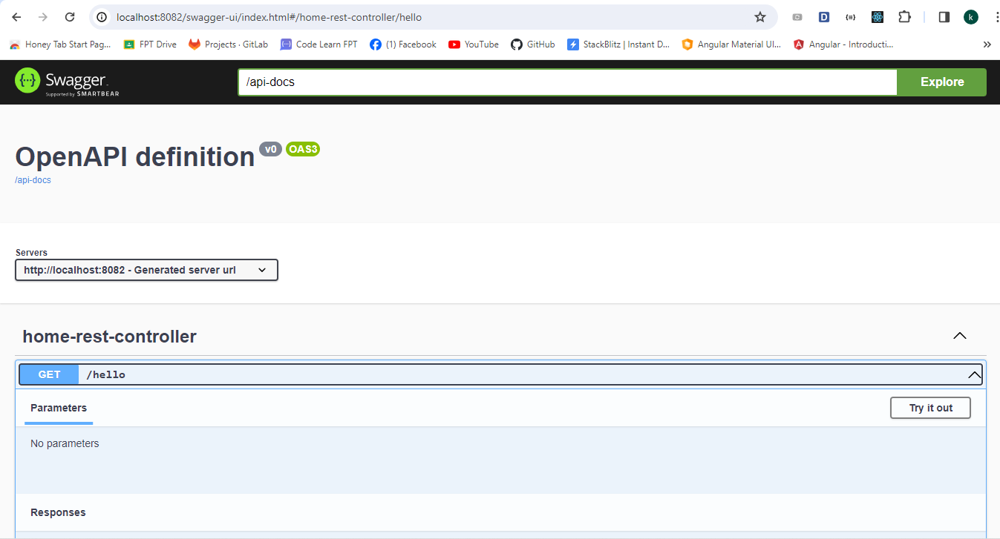 localhost:8082/swagger-ui/index.html#/home-rest-controller/hello
Honey Tab Start Pag... FPT Drive Projects · GitLab Code Learn FPT (1) Facebook YouTube GitHub StackBlitz | Instant D... Angular Material UI... Angular - Introducti...
Swagger
Supported by SMARTBEAR
/api-docs
Explore
OpenAPI definition v0 OAS3
/api-docs
Servers
http://localhost:8082 - Generated server url
home-rest-controller
GET /hello
Parameters
Try it out
No parameters
Responses